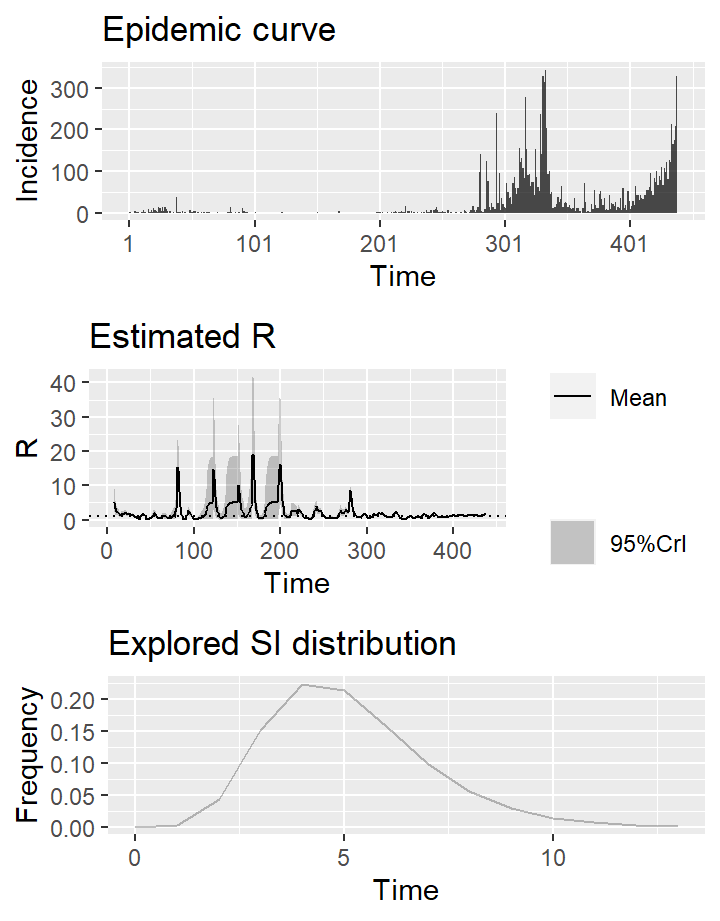 Epidemic curve
Incidence
300
200
100
0
1
101
201
301
401
Time
Estimated R
R
40
30
20
10
0
0
100
200
300
400
Time
Mean
95%CrI
Explored SI distribution
Frequency
0.20
0.15
0.10
0.05
0.00
0
5
10
Time